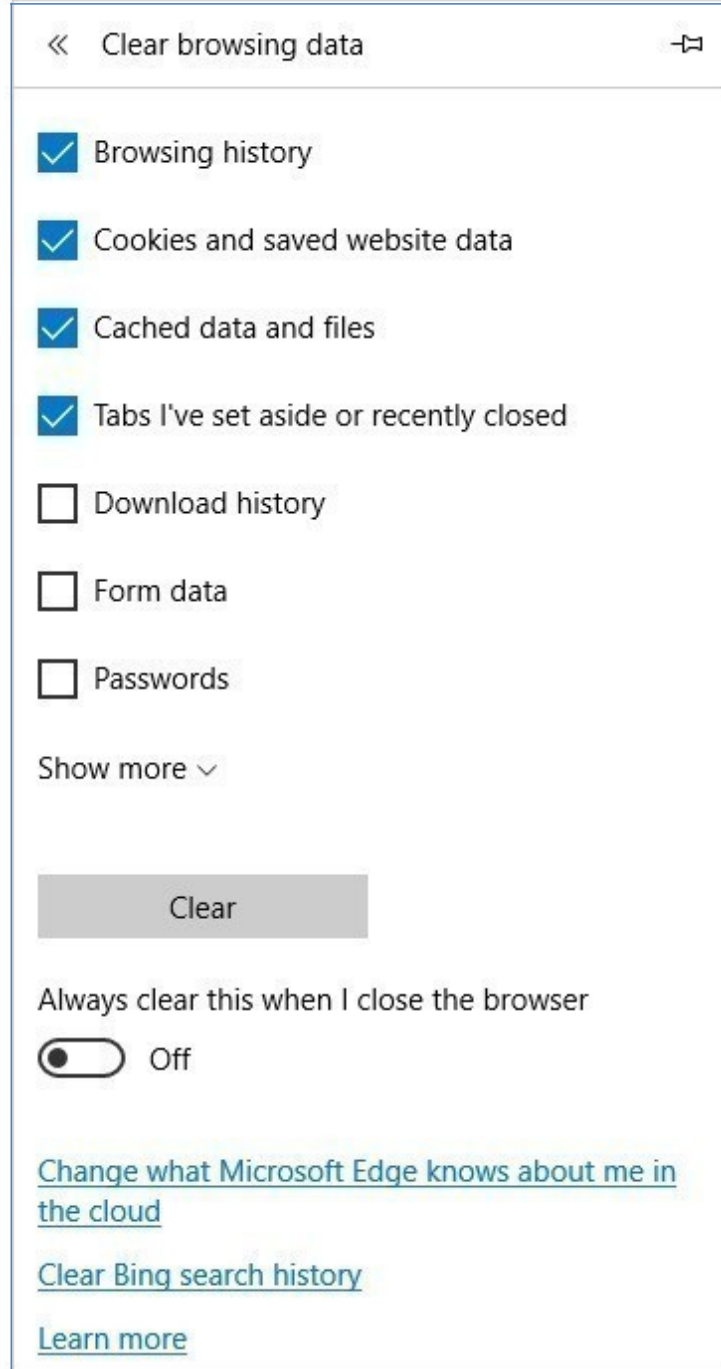 Clear browsing data
Browsing history
Cookies and saved website data
Cached data and files
Tabs I've set aside or recently closed
Download history
Form data
Passwords
Show more
Clear
Always clear this when I close the browser
Off
Change what Microsoft Edge knows about me in
the cloud
Clear Bing search history
Learn more